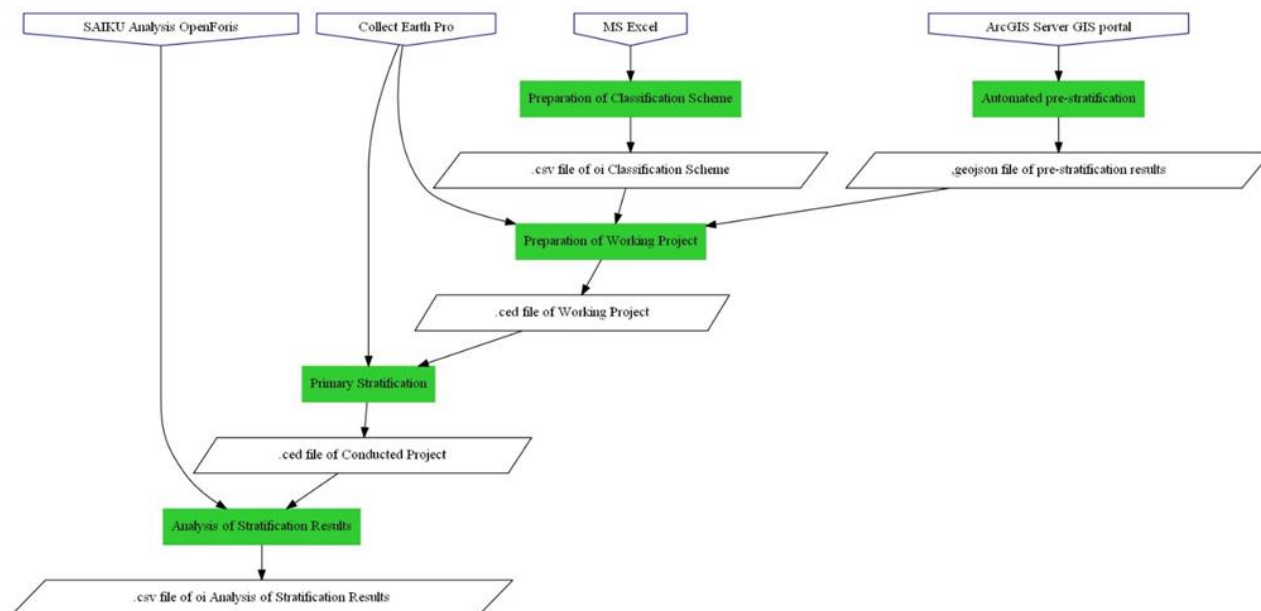 SAIKU Analysis OpenForis
Collect Earth Pro
MS Excel
ArcGIS Server GIS portal
Preparation of Classification Scheme
Automated pre-stratification
.csv file of oi Classification Scheme
.geojson file of pre-stratification results
Preparation of Working Project
.ced file of Working Project
Primary Stratification
.ced file of Conducted Project
Analysis of Stratification Results
.csv file of oi Analysis of Stratification Results